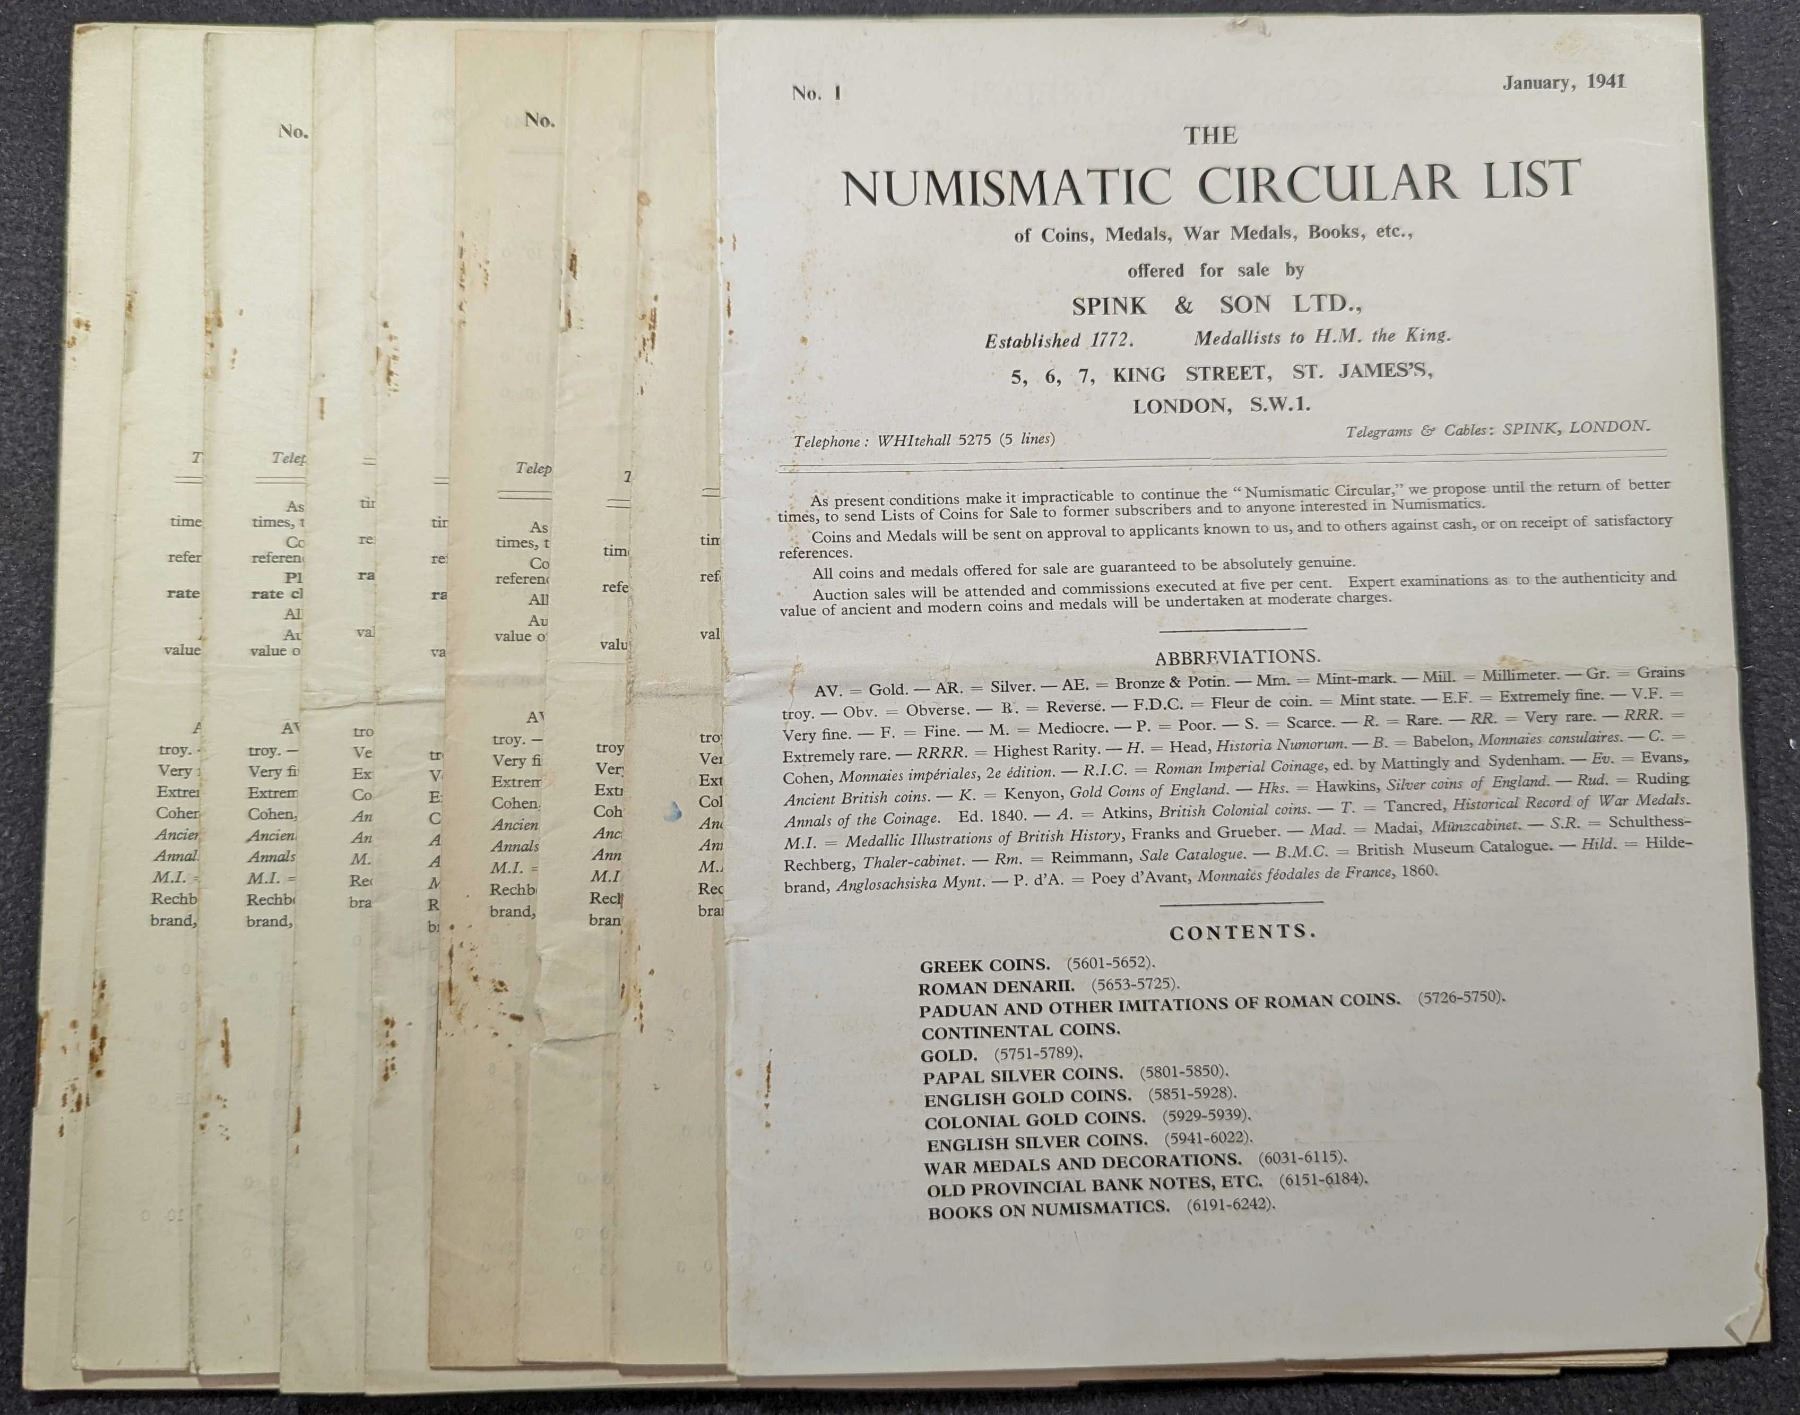 No. 1
January, 1941
THE
NUMISMATIC CIRCULAR LIST
of Coins, Medals, War Medals, Books, etc.,
offered for sale by
SPINK & SON LTD.,
Established 1772. Medallists to H.M. the King.
5, 6, 7, KING STREET, ST. JAMES'S,
LONDON, S.W.1.
Telephone: WHItehall 5275 (5 lines)
Telegrams & Cables: SPINK, LONDON.
As present conditions make it impracticable to continue the "Numismatic Circular," we propose until the return of better
times, to send Lists of Coins for Sale to former subscribers and to anyone interested in Numismatics.
Coins and Medals will be sent on approval to applicants known to us, and to others against cash, or on receipt of satisfactory
references.
All coins and medals offered for sale are guaranteed to be absolutely genuine.
Auction sales will be attended and commissions executed at five per cent. Expert examinations as to the authenticity and
value of ancient and modern coins and medals will be undertaken at moderate charges.
ABBREVIATIONS.
AV. = Gold. — AR. = Silver. — AE. = Bronze & Potin. — Mm. = Mint-mark. — Mill. = Millimeter. — Gr. = Grains
troy. — Obv. = Obverse. — R. = Reverse. — F.D.C. = Fleur de coin. = Mint state. — E.F. = Extremely fine. — V.F. =
Very fine. — F. = Fine. — M. = Mediocre. — P. = Poor. — S. = Scarce. — R. = Rare. — RR. = Very rare. — RRR. =
Extremely rare. — RRRR. = Highest Rarity. — H. = Head, Historia Numorum. — B. = Babelon, Monnaies consulaires. — C. =
Cohen, Monnaies impériales, 2e édition. — R.I.C. = Roman Imperial Coinage, ed. by Mattingly and Sydenham. — Ev. = Evans,
Ancient British coins. — K. = Kenyon, Gold Coins of England. — Hks. = Hawkins, Silver coins of England. — Rud. = Ruding
Annals of the Coinage. Ed. 1840. — A. = Atkins, British Colonial coins. — T. = Tancred, Historical Record of War Medals.
M.I. = Medallic Illustrations of British History, Franks and Grueber. — Mad. = Madai, Münzcabinet. — S.R. = Schulthess-
Rechberg, Thaler-cabinet. — Rm. = Reimmann, Sale Catalogue. — B.M.C. = British Museum Catalogue. — Hild. = Hilde-
brand, Anglosachsiska Mynt. — P. d'A. = Poey d'Avant, Monnaies féodales de France, 1860.
CONTENTS.
GREEK COINS. (5601-5652).
ROMAN DENARII. (5653-5725).
PADUAN AND OTHER IMITATIONS OF ROMAN COINS. (5726-5750).
CONTINENTAL COINS.
GOLD. (5751-5789).
PAPAL SILVER COINS. (5801-5850).
ENGLISH GOLD COINS. (5851-5928).
COLONIAL GOLD COINS. (5929-5939).
ENGLISH SILVER COINS. (5941-6022).
WAR MEDALS AND DECORATIONS. (6031-6115).
OLD PROVINCIAL BANK NOTES, ETC. (6151-6184).
BOOKS ON NUMISMATICS. (6191-6242).